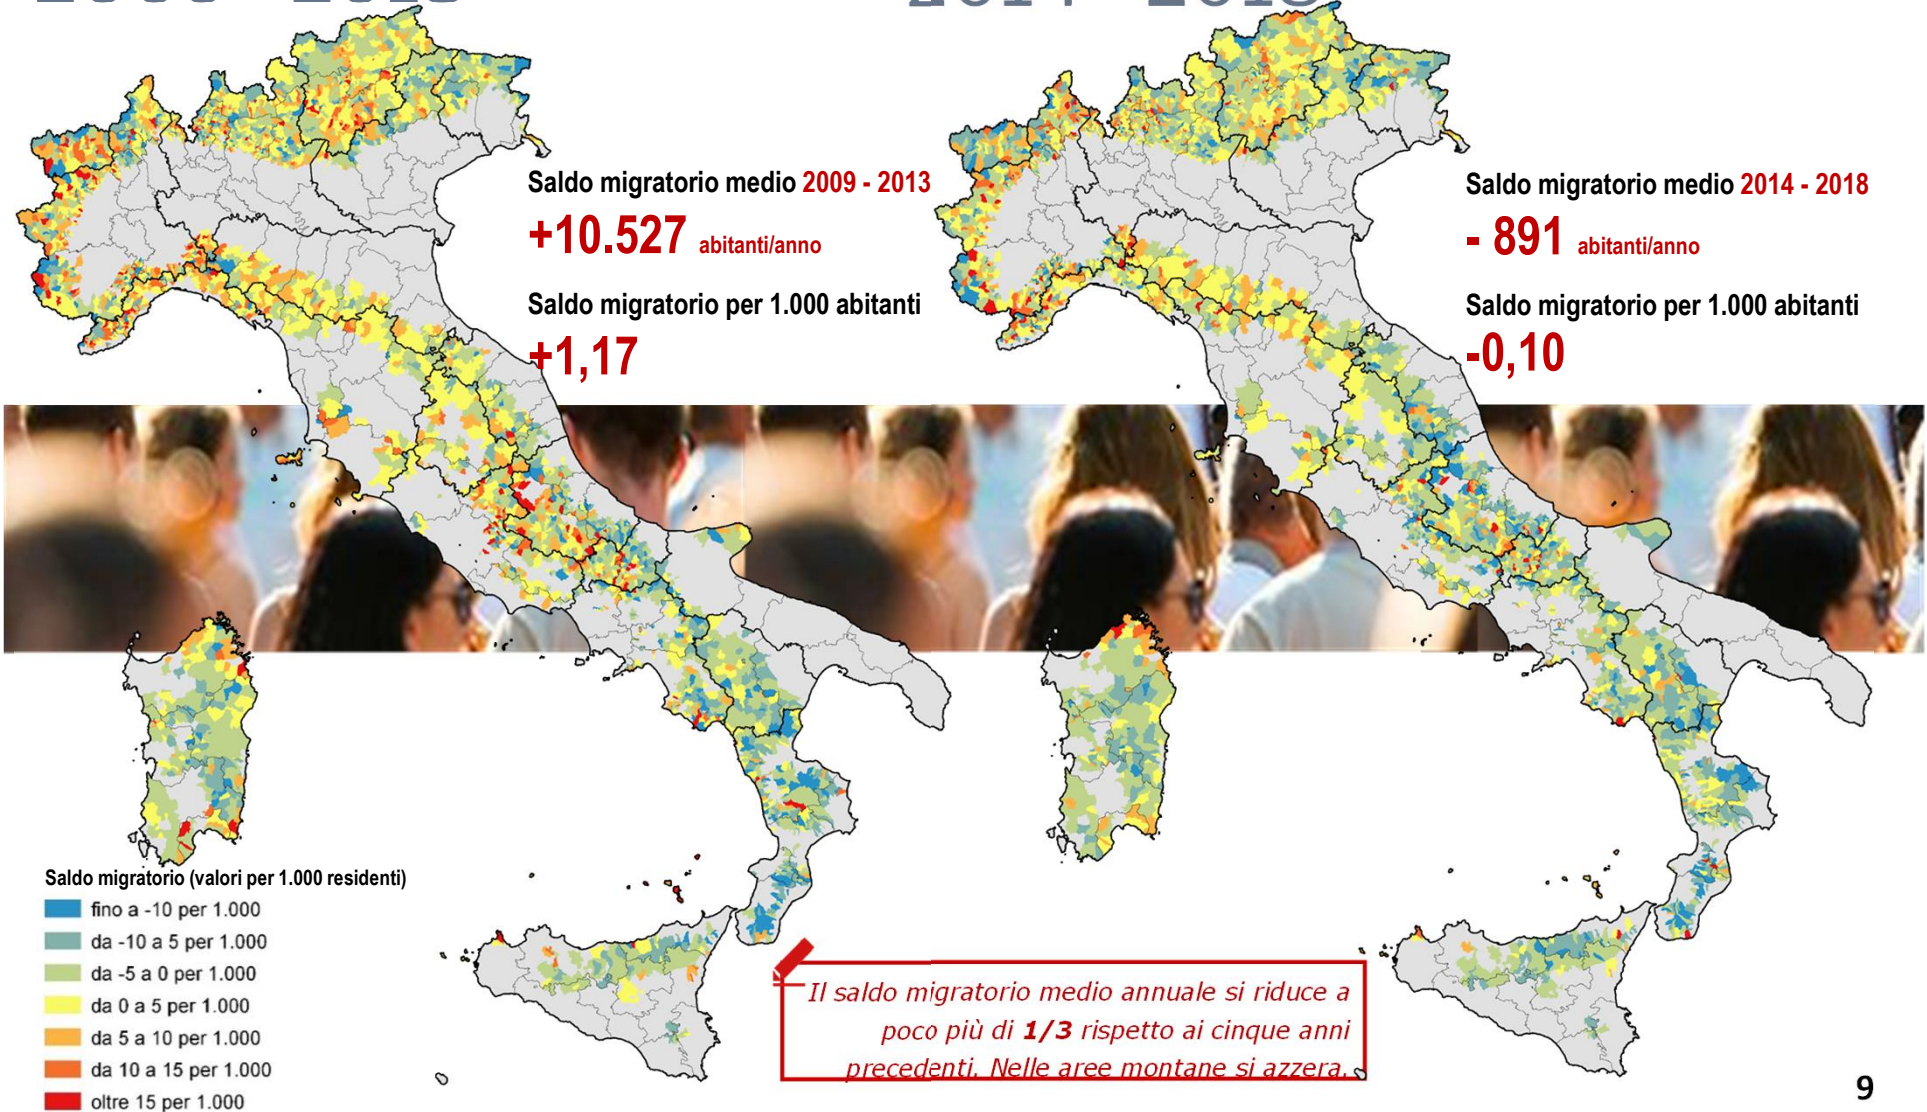 2009 - 2013
2014 - 2018
Saldo migratorio medio 2009 - 2013
+10.527 abitanti/anno
Saldo migratorio per 1.000 abitanti
+1,17
Saldo migratorio medio 2014 - 2018
- 891 abitanti/anno
Saldo migratorio per 1.000 abitanti
-0,10
Saldo migratorio (valori per 1.000 residenti)
fino a -10 per 1.000
da -10 a 5 per 1.000
da -5 a 0 per 1.000
da 0 a 5 per 1.000
da 5 a 10 per 1.000
da 10 a 15 per 1.000
oltre 15 per 1.000
Il saldo migratorio medio annuale si riduce a
poco più di 1/3 rispetto ai cinque anni
precedenti. Nelle aree montane si azzera.
9